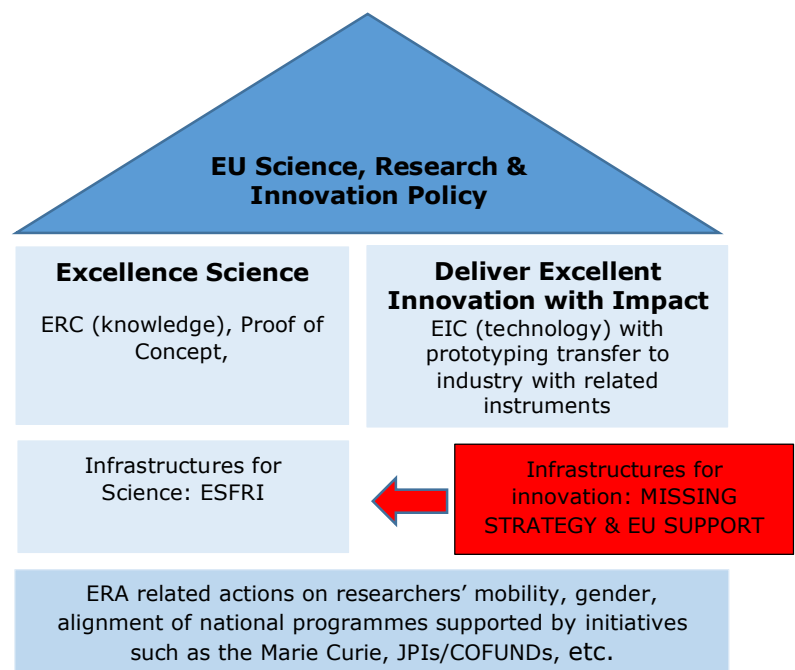 EU Science, Research &
Innovation Policy
Excellence Science
ERC (knowledge), Proof of
Concept,
Deliver Excellent
Innovation with Impact
EIC (technology) with
prototyping transfer to
industry with related
instruments
Infrastructures for
Science: ESFRI
Infrastructures for
innovation: MISSING
STRATEGY & EU SUPPORT
ERA related actions on researchers’ mobility, gender,
alignment of national programmes supported by initiatives
such as the Marie Curie, JPIs/COFUNDs, etc.